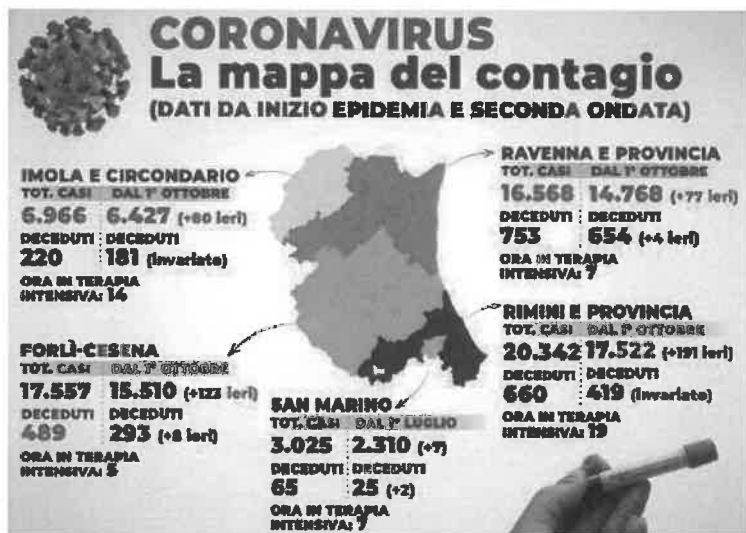 CORONAVIRUS
La mappa del contagio
(DATI DA INIZIO EPIDEMIA E SECONDA ONDATA)
IMOLA E CIRCONDARIO
TOT. CASI DAL 1° OTTOBRE
6.966 6.427 (+80 ieri)
DECEDUTI DECEDUTI
220 181 (invariato)
ORA IN TERAPIA
INTENSIVA: 14
RAVENNA E PROVINCIA
TOT. CASI DAL 1° OTTOBRE
16.568 14.768 (+77 ieri)
DECEDUTI DECEDUTI
753 654 (+4 ieri)
ORA IN TERAPIA
INTENSIVA: 7
FORLÌ-CESENA
TOT. CASI DAL 1° OTTOBRE
17.557 15.510 (+123 ieri)
DECEDUTI DECEDUTI
489 293 (+8 ieri)
ORA IN TERAPIA
INTENSIVA: 5
SAN MARINO
TOT. CASI DAL 1° LUGLIO
3.025 2.310 (+7)
DECEDUTI DECEDUTI
65 25 (+2)
ORA IN TERAPIA
INTENSIVA: 7
RIMINI E PROVINCIA
TOT. CASI DAL 1° OTTOBRE
20.342 17.522 (+191 ieri)
DECEDUTI DECEDUTI
660 419 (invariato)
ORA IN TERAPIA
INTENSIVA: 19